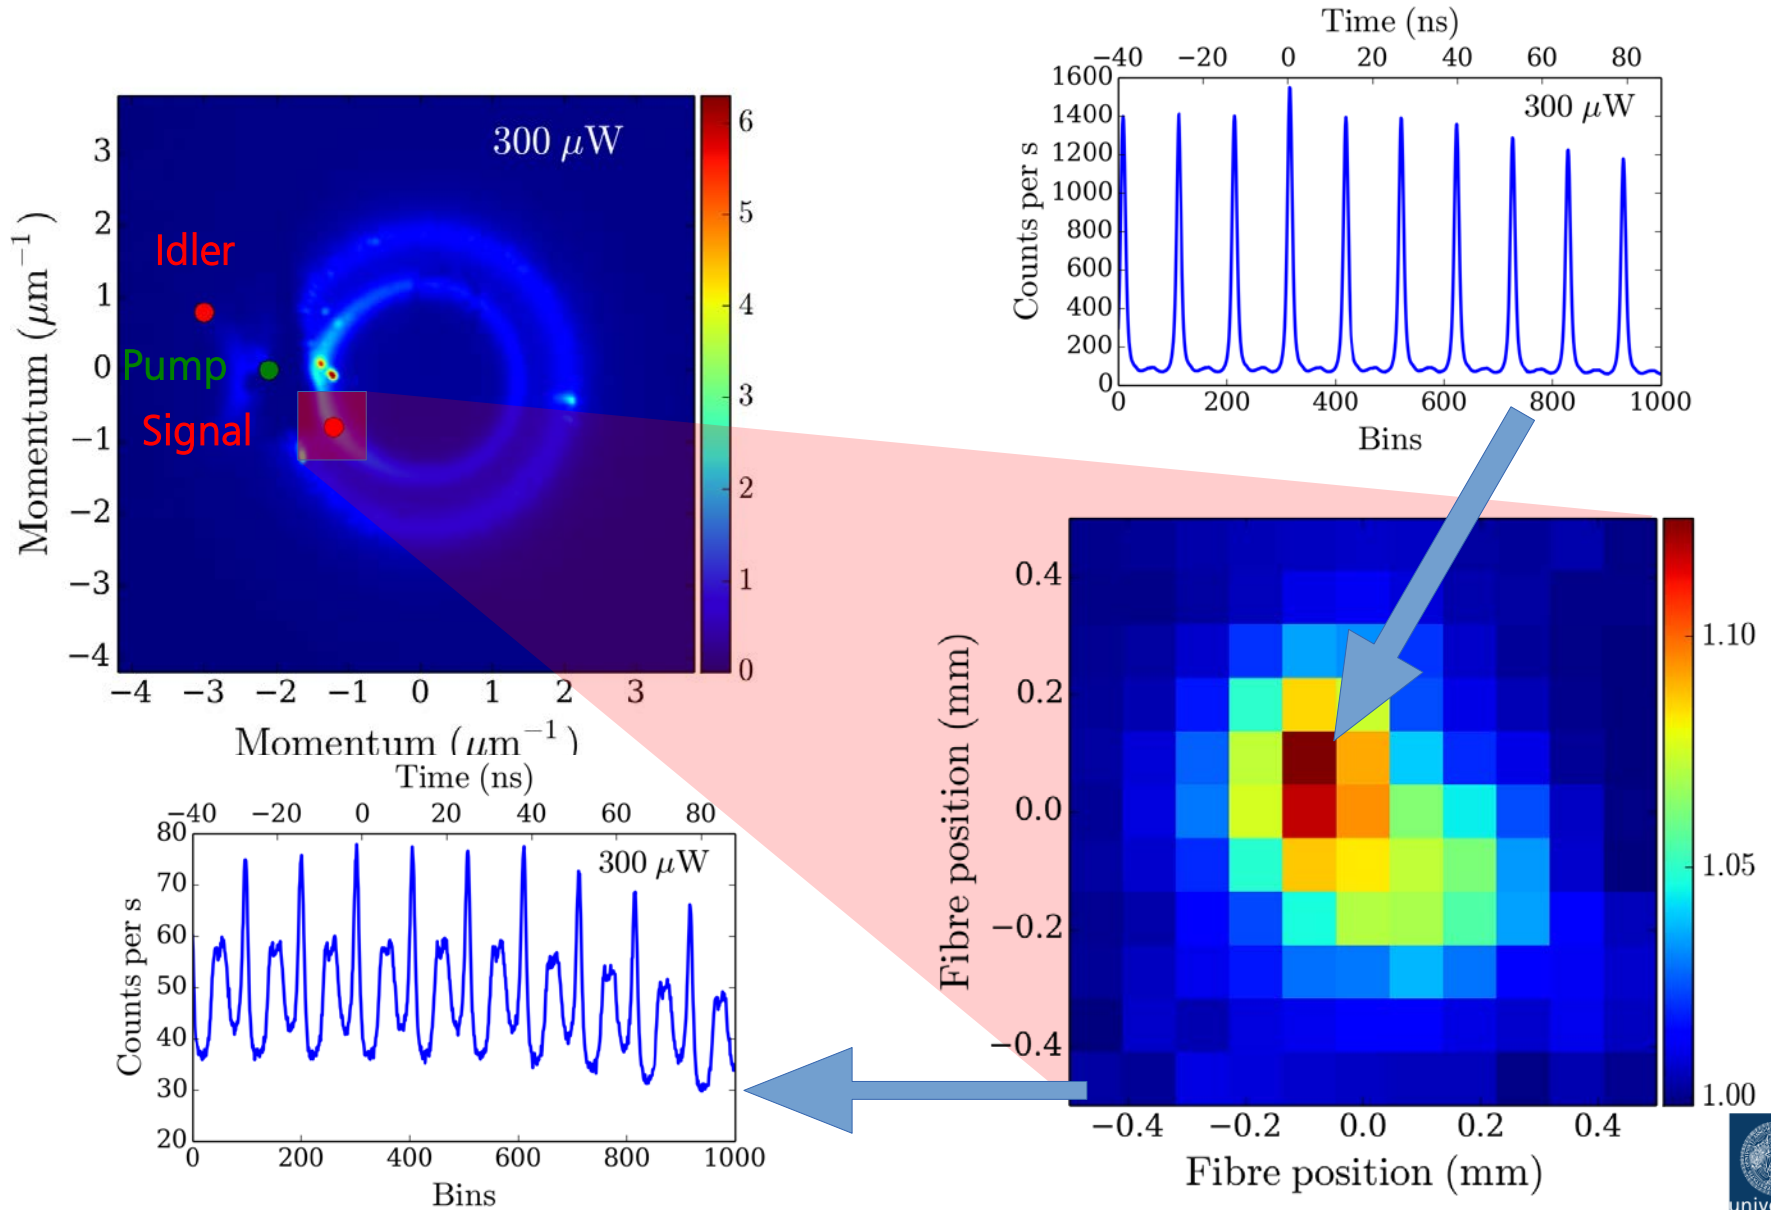 300 μW
3
2
1
0
−1
−2
−3
−4
−4 −3 −2 −1 0 1 2 3
Momentum (μm⁻¹)
Momentum (μm⁻¹)
6
5
4
3
2
1
0
Idler
Pump
Signal
Time (ns)
−40 −20 0 20 40 60 80
1600
1400
1200
1000
800
600
400
200
0
Counts per s
300 μW
0 200 400 600 800 1000
Bins
Time (ns)
−40 −20 0 20 40 60 80
80
70
60
50
40
30
20
Counts per s
300 μW
0 200 400 600 800 1000
Bins
0.4
0.2
0.0
−0.2
−0.4
Fibre position (mm)
−0.4 −0.2 0.0 0.2 0.4
Fibre position (mm)
1.10
1.05
1.00